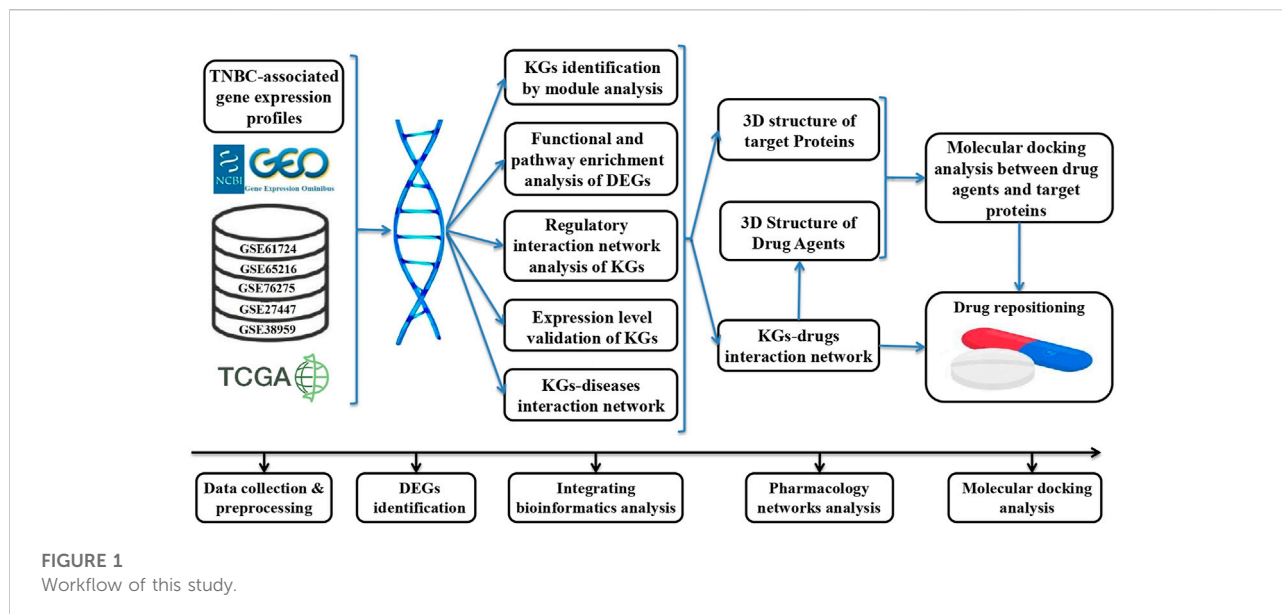 TNBC-associated
gene expression
profiles
NCBI
GEO
Gene Expression Ominibus
GSE61724
GSE65216
GSE76275
GSE27447
GSE38959
TCGA
KGs identification
by module analysis
Functional and
pathway enrichment
analysis of DEGs
Regulatory
interaction network
analysis of KGs
Expression level
validation of KGs
KGs-diseases
interaction network
3D structure of
target Proteins
3D Structure of
Drug Agents
KGs-drugs
interaction network
Molecular docking
analysis between drug
agents and target
proteins
Drug repositioning
Data collection &
preprocessing
DEGs
identification
Integrating
bioinformatics analysis
Pharmacology
networks analysis
Molecular docking
analysis
FIGURE 1
Workflow of this study.